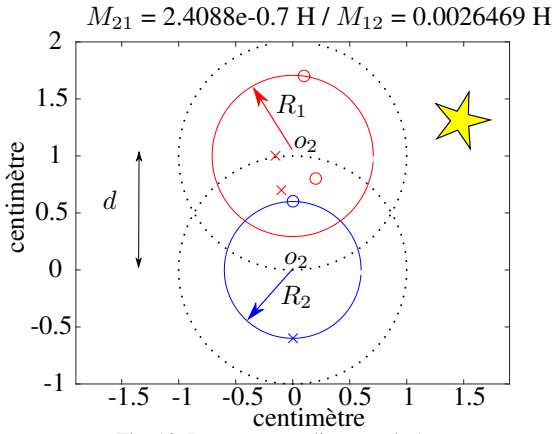 M21 = 2.4088e-0.7 H / M12 = 0.0026469 H
2
1.5
1
0.5
0
-0.5
-1
centimètre
d
R1
o2
o2
R2
-1.5 -1 -0.5 0 0.5 1 1.5
centimètre